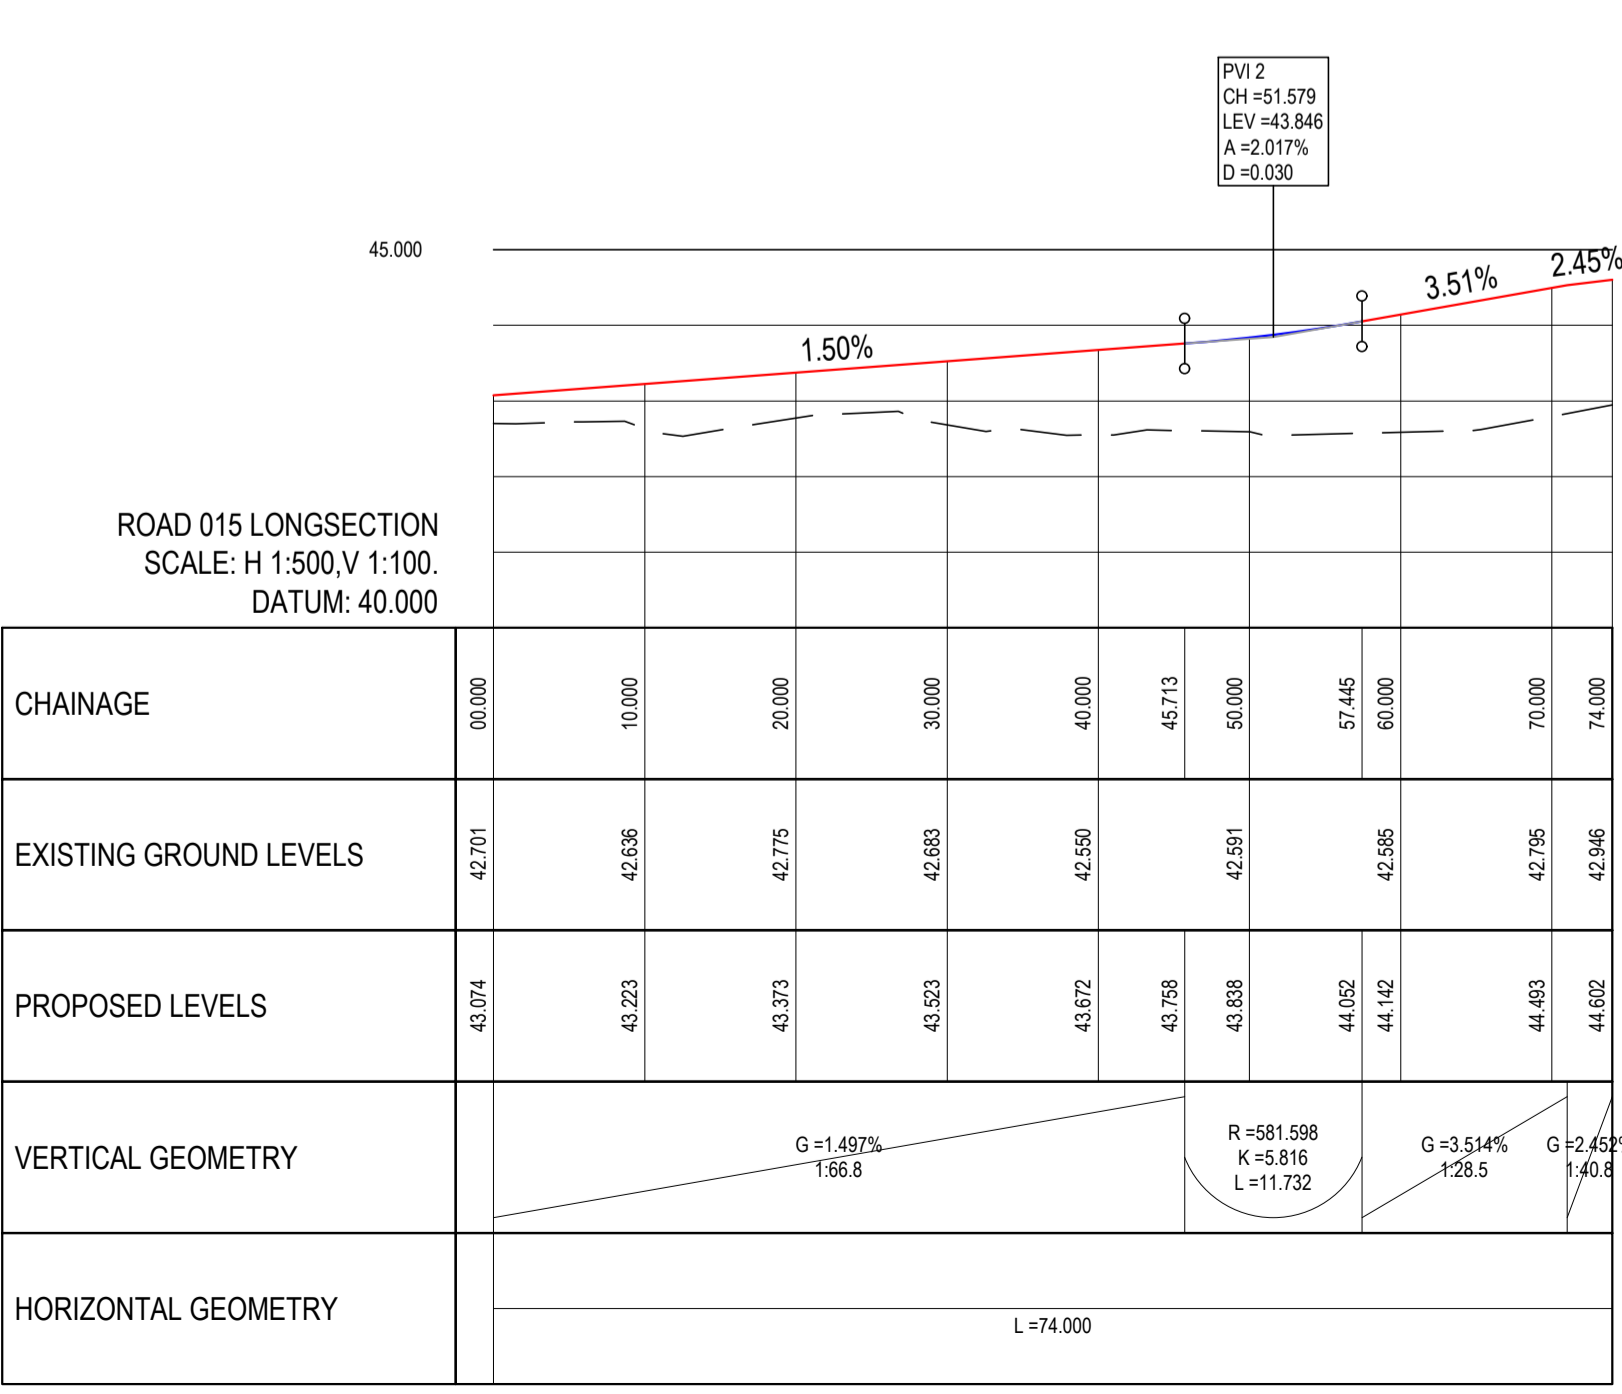 PVI 2
CH =51.579
LEV =43.846
A =2.017%
D =0.030
45.000
1.50%
3.51%
2.45%
ROAD 015 LONGSECTION
SCALE: H 1:500,V 1:100.
DATUM: 40.000
CHAINAGE 00.000 10.000 20.000 30.000 40.000 45.713 50.000 57.445 60.000 70.000 74.000
EXISTING GROUND LEVELS 42.701 42.636 42.775 42.683 42.550 42.591 42.585 42.795 42.946
PROPOSED LEVELS 43.074 43.223 43.373 43.523 43.672 43.758 43.838 44.052 44.142 44.493 44.602
VERTICAL GEOMETRY
G =1.497%
1:66.8
R =581.598
K =5.816
L =11.732
G =3.514%
1:28.5
G =2.452%
1:40.8
HORIZONTAL GEOMETRY
L =74.000